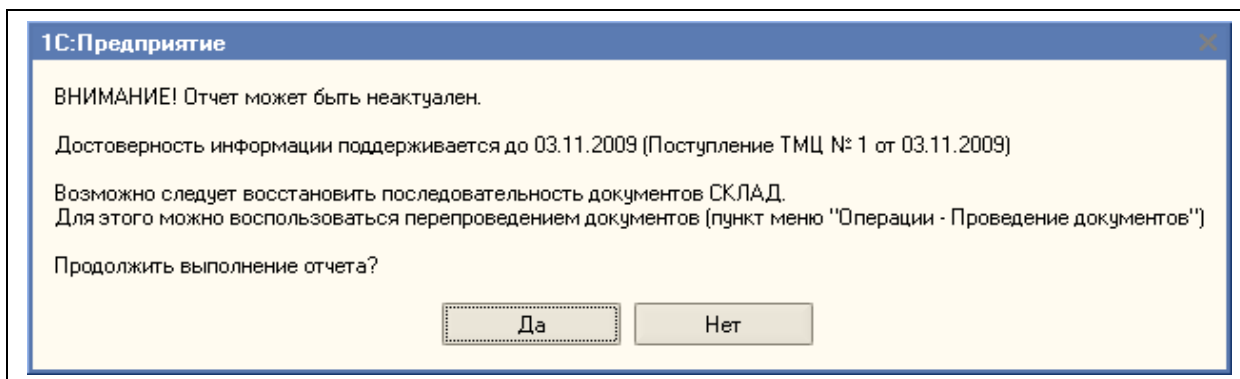 1С:Предприятие
ВНИМАНИЕ! Отчет может быть неактуален.
Достоверность информации поддерживается до 03.11.2009 (Поступление ТМЦ № 1 от 03.11.2009)
Возможно следует восстановить последовательность документов СКЛАД.
Для этого можно воспользоваться перепроведением документов (пункт меню "Операции - Проведение документов")
Продолжить выполнение отчета?
Да
Нет